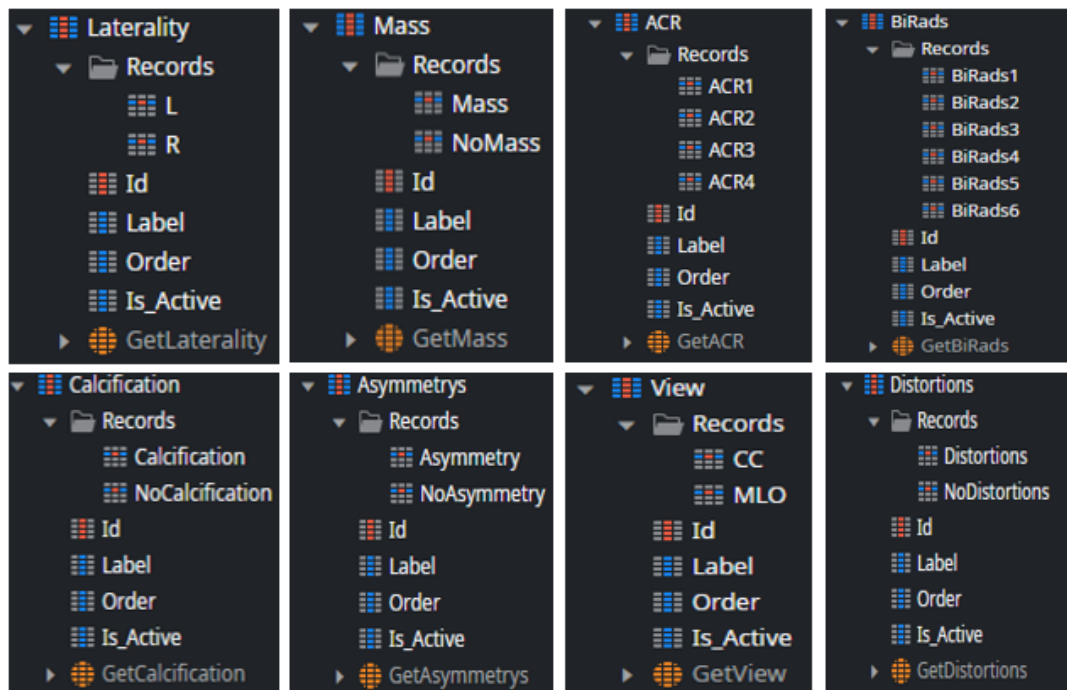 Laterality
Records
L
R
Id
Label
Order
Is_Active
GetLaterality
Mass
Records
Mass
NoMass
Id
Label
Order
Is_Active
GetMass
ACR
Records
ACR1
ACR2
ACR3
ACR4
Id
Label
Order
Is_Active
GetACR
BiRads
Records
BiRads1
BiRads2
BiRads3
BiRads4
BiRads5
BiRads6
Id
Label
Order
Is_Active
GetBiRads
Calcification
Records
Calcification
NoCalcification
Id
Label
Order
Is_Active
GetCalcification
Asymmetrys
Records
Asymmetry
NoAsymmetry
Id
Label
Order
Is_Active
GetAsymmetrys
View
Records
CC
MLO
Id
Label
Order
Is_Active
GetView
Distortions
Records
Distortions
NoDistortions
Id
Label
Order
Is_Active
GetDistortions